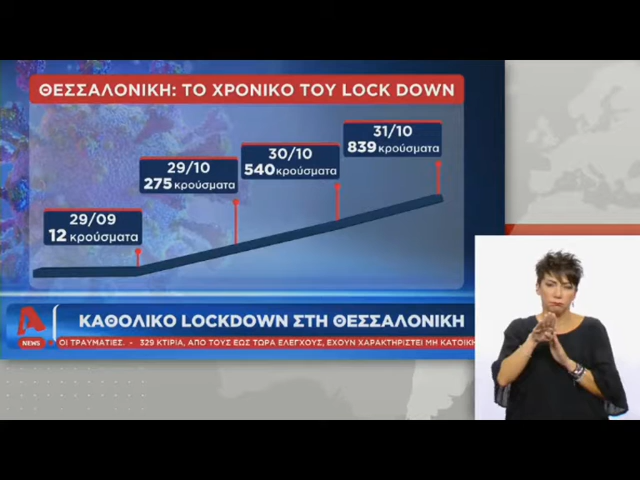 ΘΕΣΣΑΛΟΝΙΚΗ: ΤΟ ΧΡΟΝΙΚΟ ΤΟΥ LOCK DOWN
29/09
12 κρούσματα
29/10
275 κρούσματα
30/10
540 κρούσματα
31/10
839 κρούσματα
ΚΑΘΟΛΙΚΟ LOCKDOWN ΣΤΗ ΘΕΣΣΑΛΟΝΙΚΗ
A
NEWS
ΟΙ ΤΡΑΥΜΑΤΙΕΣ. - 329 ΚΤΙΡΙΑ, ΑΠΟ ΤΟΥΣ ΕΩΣ ΤΩΡΑ ΕΛΕΓΧΟΥΣ, ΕΧΟΥΝ ΧΑΡΑΚΤΗΡΙΣΤΕΙ ΜΗ ΚΑΤΟΙΚΗ